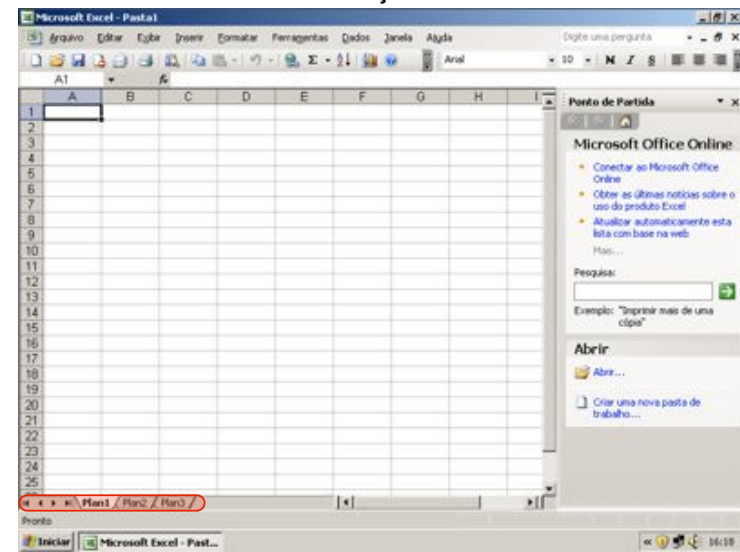 Microsoft Excel - Pasta1
Arquivo Editar Exibir Inserir Formatar Ferramentas Dados Janela Ajuda Digite uma pergunta
Arial 10 N I S
A1 fx
A B C D E F G H I
Ponto de Partida
1
2
3
4
5
6
7
8
9
10
11
12
13
14
15
16
17
18
19
20
21
22
23
24
25
Microsoft Office Online
Conectar ao Microsoft Office
Online
Obter as últimas notícias sobre o
uso do produto Excel
Atualizar automaticamente esta
lista com base na web
Mais...
Pesquisa:
Exemplo: "Imprimir mais de uma
cópia"
Abrir
Abrir...
Criar uma nova pasta de
trabalho...
Plan1 Plan2 Plan3
Pronto
Iniciar Microsoft Excel - Past... 16:18